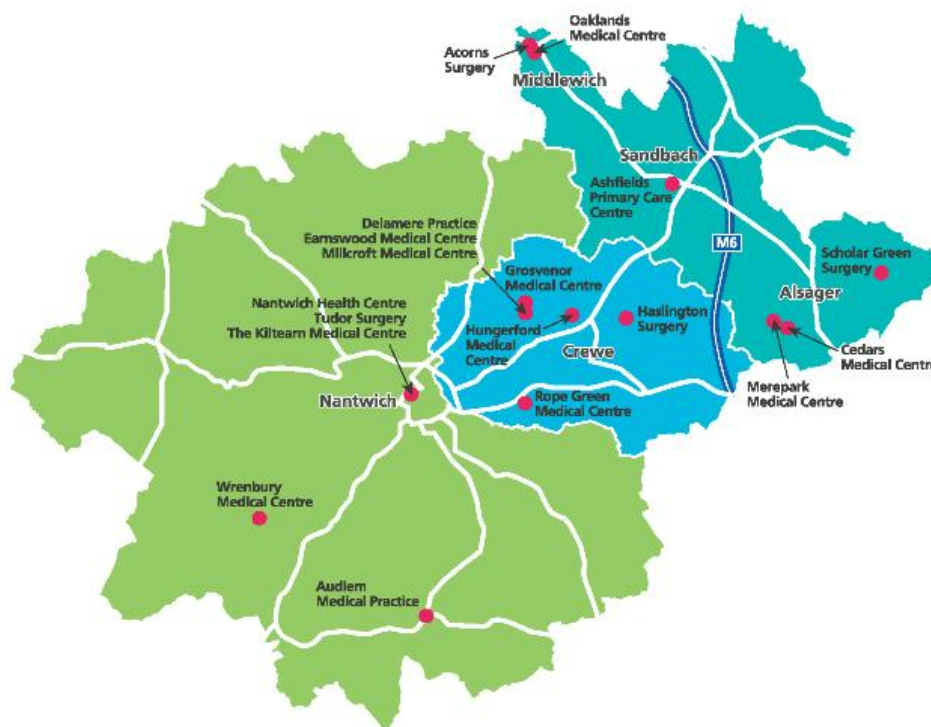 Oaklands
Medical Centre
Acorns
Surgery
Middlewich
Sandbach
Ashfields
Primary Care
Centre
Delamere Practice
Earnswood Medical Centre
Millcroft Medical Centre
M6
Scholar Green
Surgery
Grosvenor
Medical Centre
Alsager
Nantwich Health Centre
Tudor Surgery
The Kiltearn Medical Centre
Hungerford
Medical
Centre
Haslington
Surgery
Crewe
Cedars
Medical Centre
Merepark
Medical Centre
Nantwich
Rope Green
Medical Centre
Wrenbury
Medical Centre
Audlem
Medical Practice